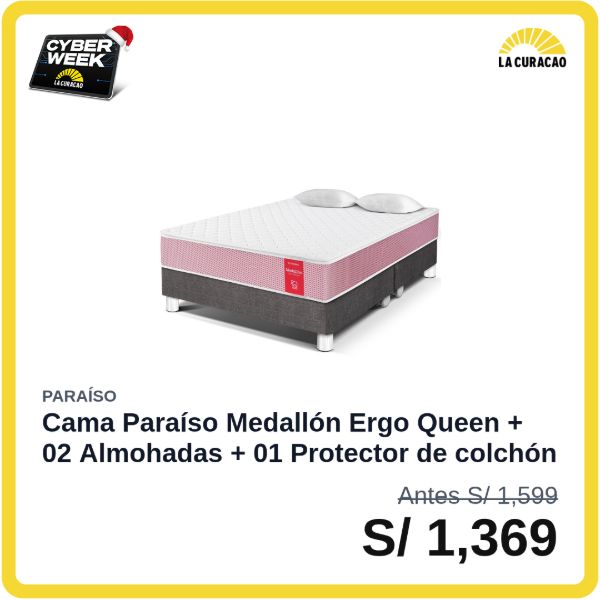 CYBER
WEEK
LA CURACAO
LA CURACAO
Medallón
PARAÍSO
Cama Paraíso Medallón Ergo Queen +
02 Almohadas + 01 Protector de colchón
Antes S/ 1,599
S/ 1,369